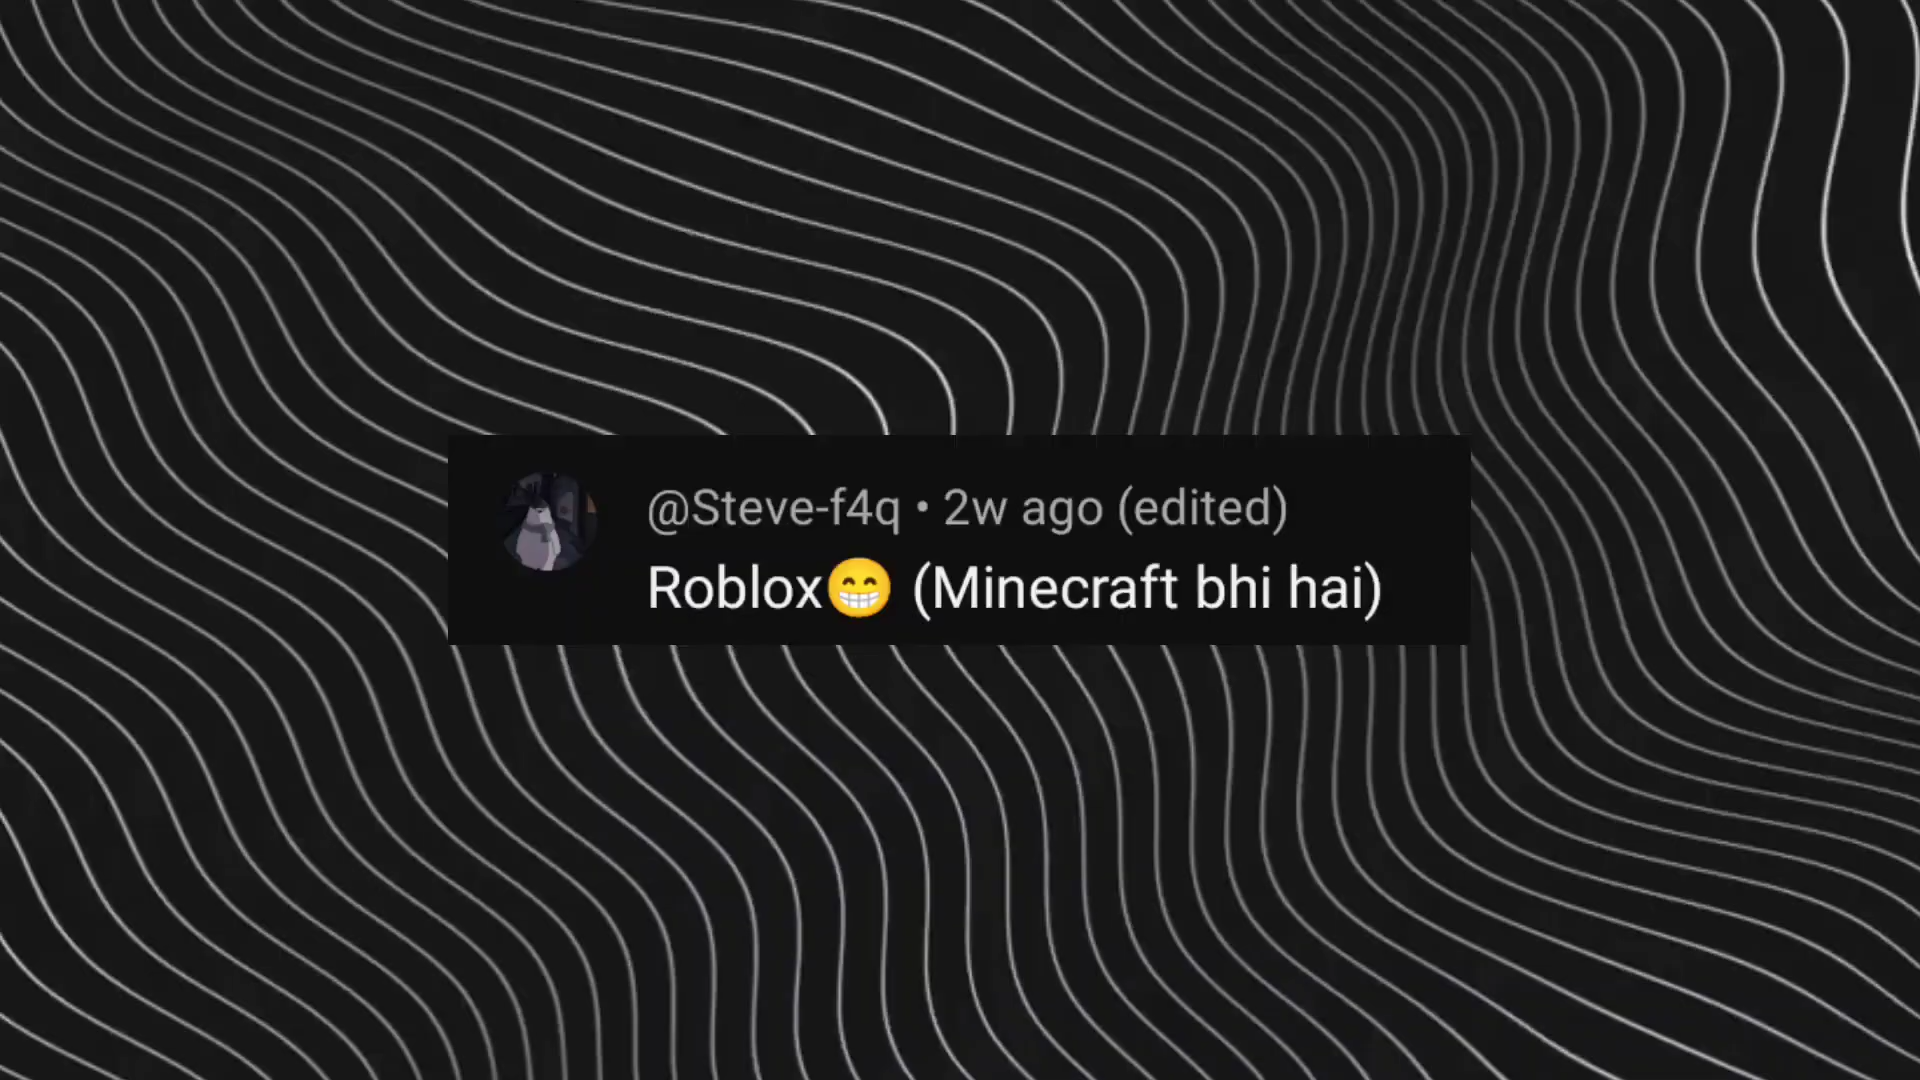 @Steve-f4q • 2w ago (edited)
Roblox😁 (Minecraft bhi hai)